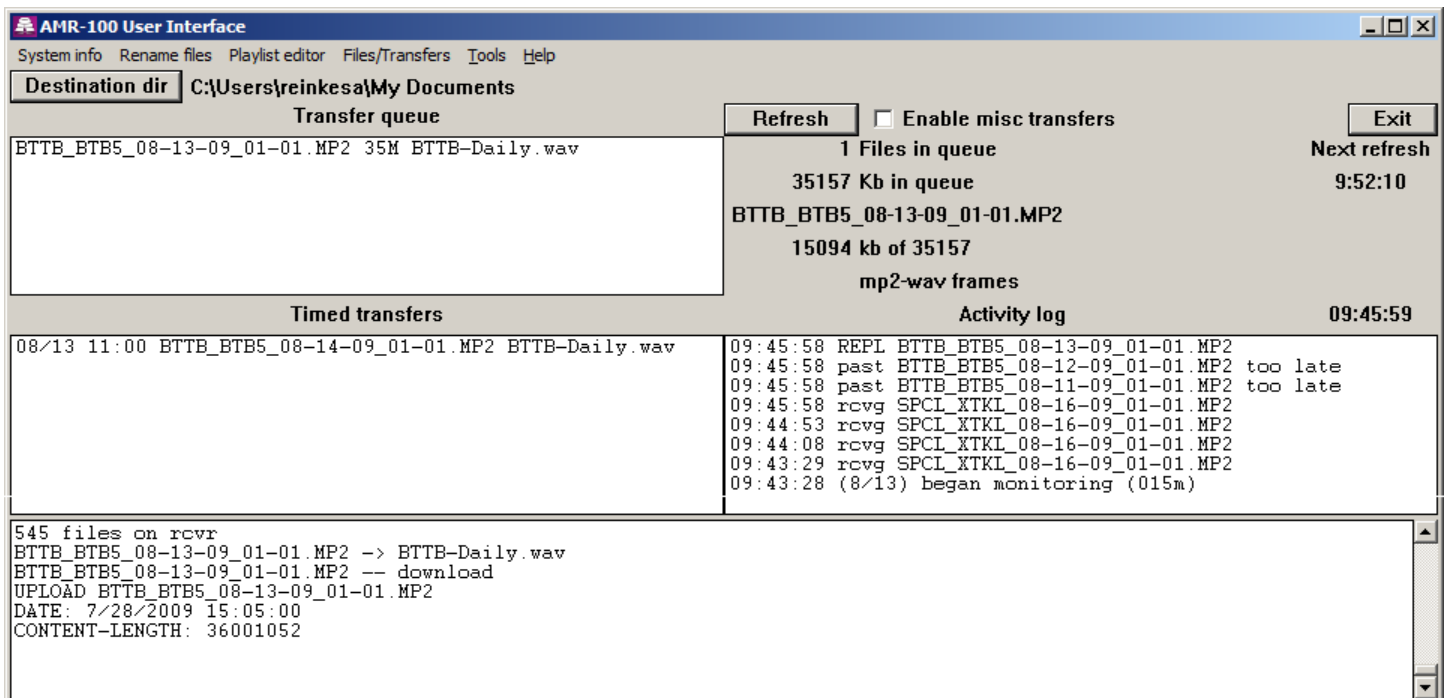 AMR-100 User Interface
System info Rename files Playlist editor Files/Transfers Tools Help
Destination dir C:\Users\reinkesa\My Documents
Transfer queue
BTTB_BTB5_08-13-09_01-01.MP2 35M BTTB-Daily.wav
Refresh Enable misc transfers Exit
1 Files in queue Next refresh
35157 Kb in queue 9:52:10
BTTB_BTB5_08-13-09_01-01.MP2
15094 kb of 35157
mp2-wav frames
Timed transfers
08/13 11:00 BTTB_BTB5_08-14-09_01-01.MP2 BTTB-Daily.wav
Activity log 09:45:59
09:45:58 REPL BTTB_BTB5_08-13-09_01-01.MP2
09:45:58 past BTTB_BTB5_08-12-09_01-01.MP2 too late
09:45:58 past BTTB_BTB5_08-11-09_01-01.MP2 too late
09:45:58 rcvg SPCL_XTKL_08-16-09_01-01.MP2
09:44:53 rcvg SPCL_XTKL_08-16-09_01-01.MP2
09:44:08 rcvg SPCL_XTKL_08-16-09_01-01.MP2
09:43:29 rcvg SPCL_XTKL_08-16-09_01-01.MP2
09:43:28 (8/13) began monitoring (015m)
545 files on rcvr
BTTB_BTB5_08-13-09_01-01.MP2 -> BTTB-Daily.wav
BTTB_BTB5_08-13-09_01-01.MP2 -- download
UPLOAD BTTB_BTB5_08-13-09_01-01.MP2
DATE: 7/28/2009 15:05:00
CONTENT-LENGTH: 36001052